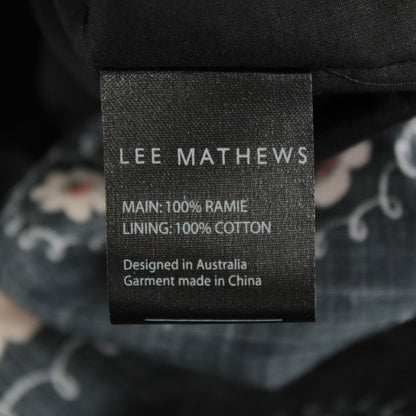 LEE MATHEWS
MAIN: 100% RAMIE
LINING: 100% COTTON
Designed in Australia
Garment made in China